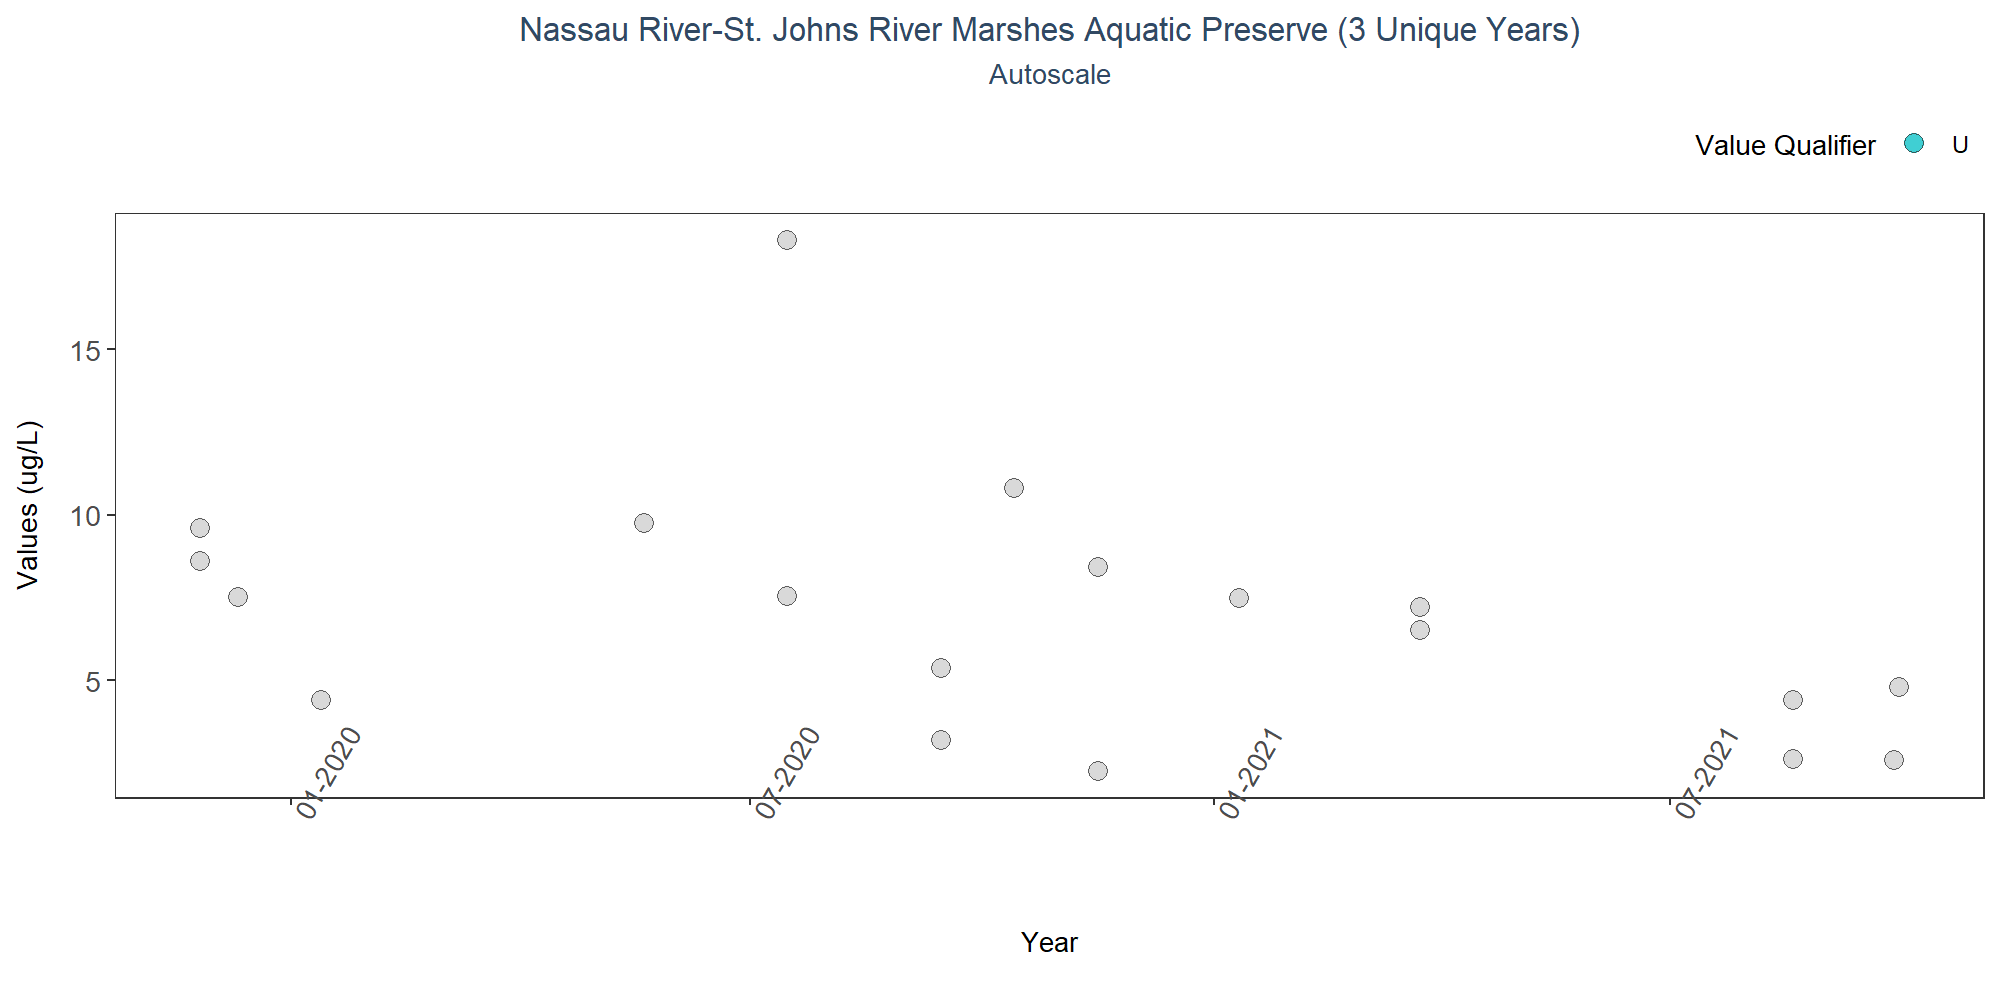 Nassau River-St. Johns River Marshes Aquatic Preserve (3 Unique Years)
Autoscale
Value Qualifier U
Values (ug/L)
15
10
5
01-2020
07-2020
01-2021
07-2021
Year